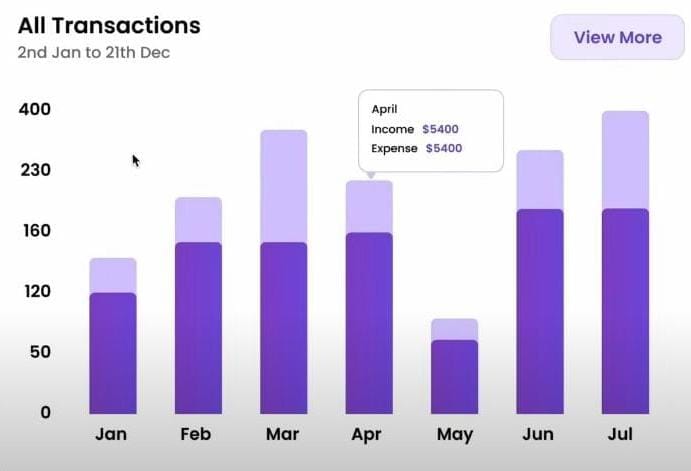 All Transactions
2nd Jan to 21th Dec
View More
400
230
160
120
50
0
April
Income $5400
Expense $5400
Jan Feb Mar Apr May Jun Jul